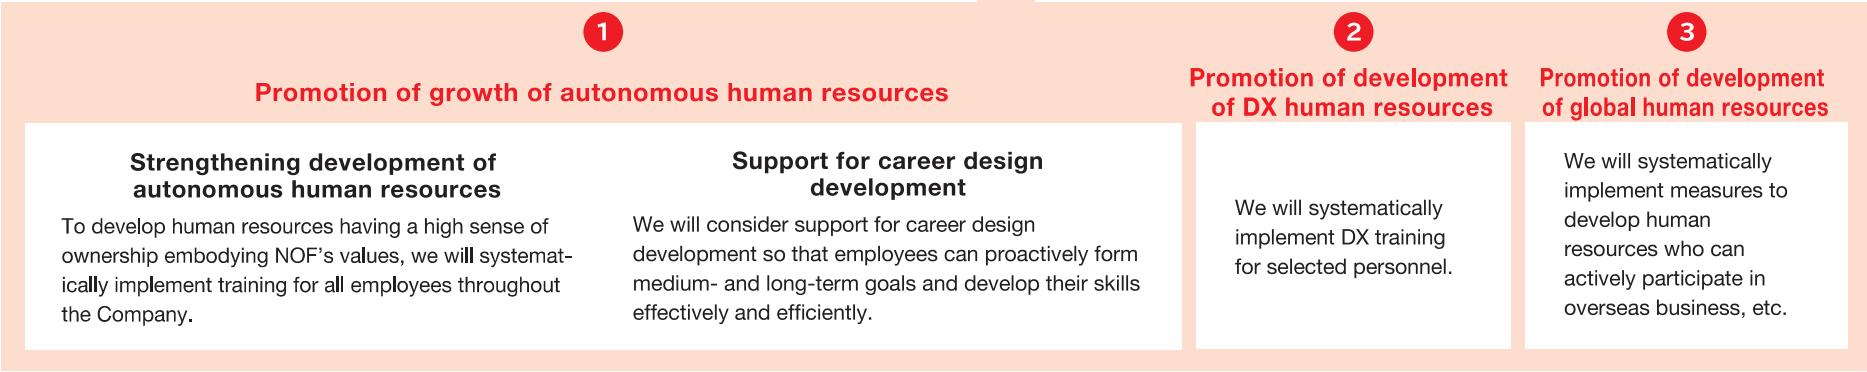 1
Promotion of growth of autonomous human resources
Strengthening development of
autonomous human resources
To develop human resources having a high sense of
ownership embodying NOF's values, we will systemat-
ically implement training for all employees throughout
the Company.
Support for career design
development
We will consider support for career design
development so that employees can proactively form
medium- and long-term goals and develop their skills
effectively and efficiently.
2
Promotion of development
of DX human resources
We will systematically
implement DX training
for selected personnel.
3
Promotion of development
of global human resources
We will systematically
implement measures to
develop human
resources who can
actively participate in
overseas business, etc.